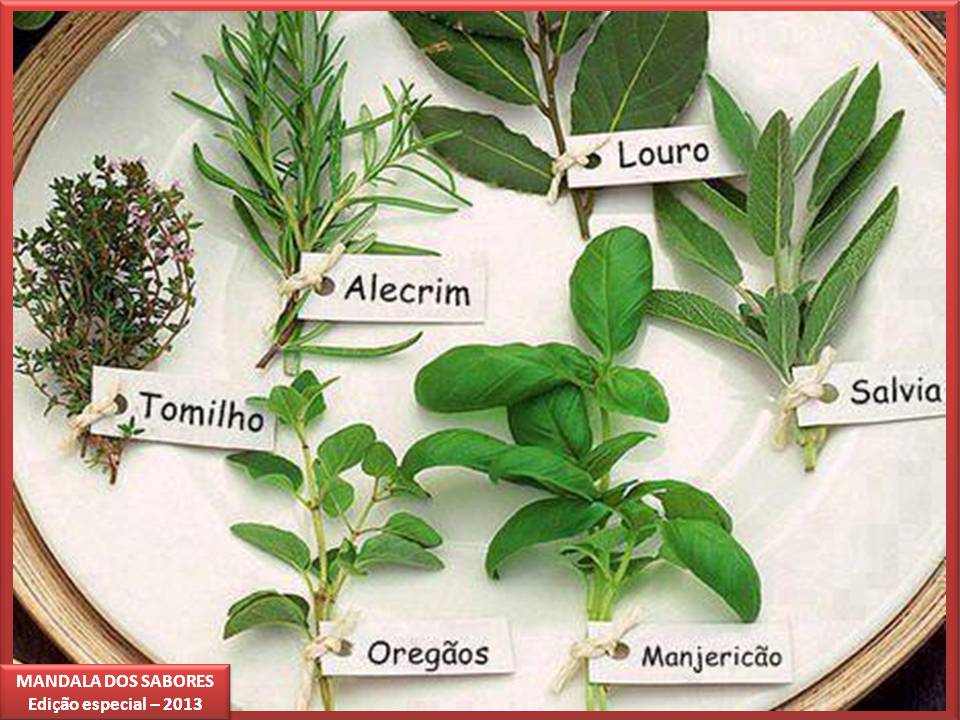 Louro
Alecrim
Salvia
Tomilho
Oregãos
Manjericão
MANDALA DOS SABORES
Edição especial – 2013